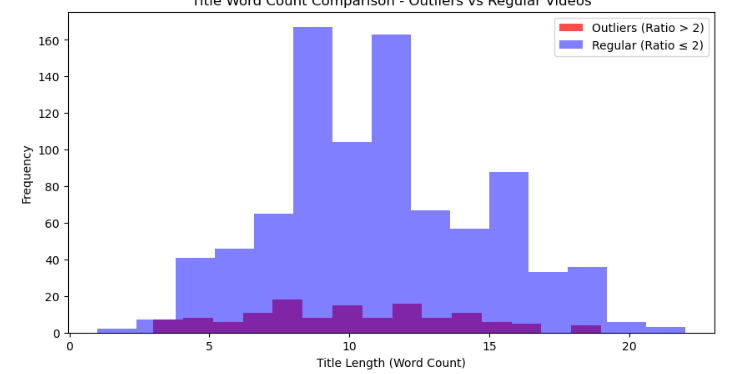 Title Word Count Comparison - Outliers vs Regular Videos
Outliers (Ratio > 2)
Regular (Ratio ≤ 2)
160
140
120
100
80
60
40
20
0
Frequency
0 5 10 15 20
Title Length (Word Count)